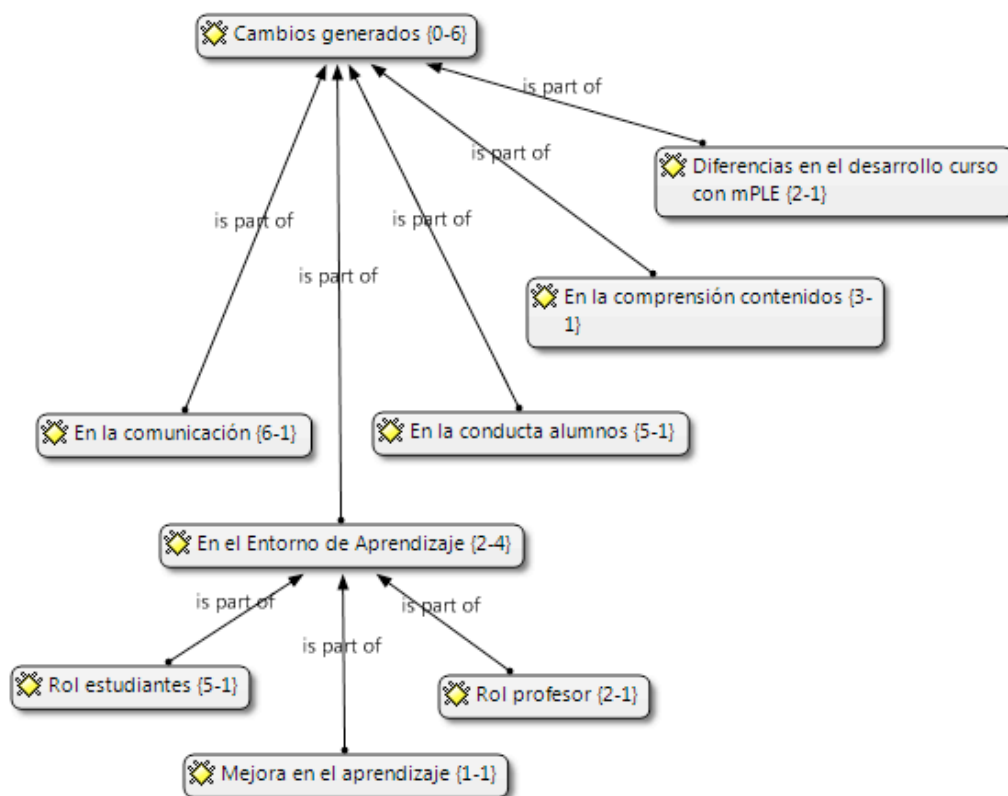 Cambios generados {0-6}
is part of
Diferencias en el desarrollo curso
con mPLE {2-1}
is part of
is part of
is part of
is part of
En la comprensión contenidos {3-
1}
En la comunicación {6-1}
En la conducta alumnos {5-1}
En el Entorno de Aprendizaje {2-4}
is part of
is part of
is part of
Rol estudiantes {5-1}
Rol profesor {2-1}
Mejora en el aprendizaje {1-1}